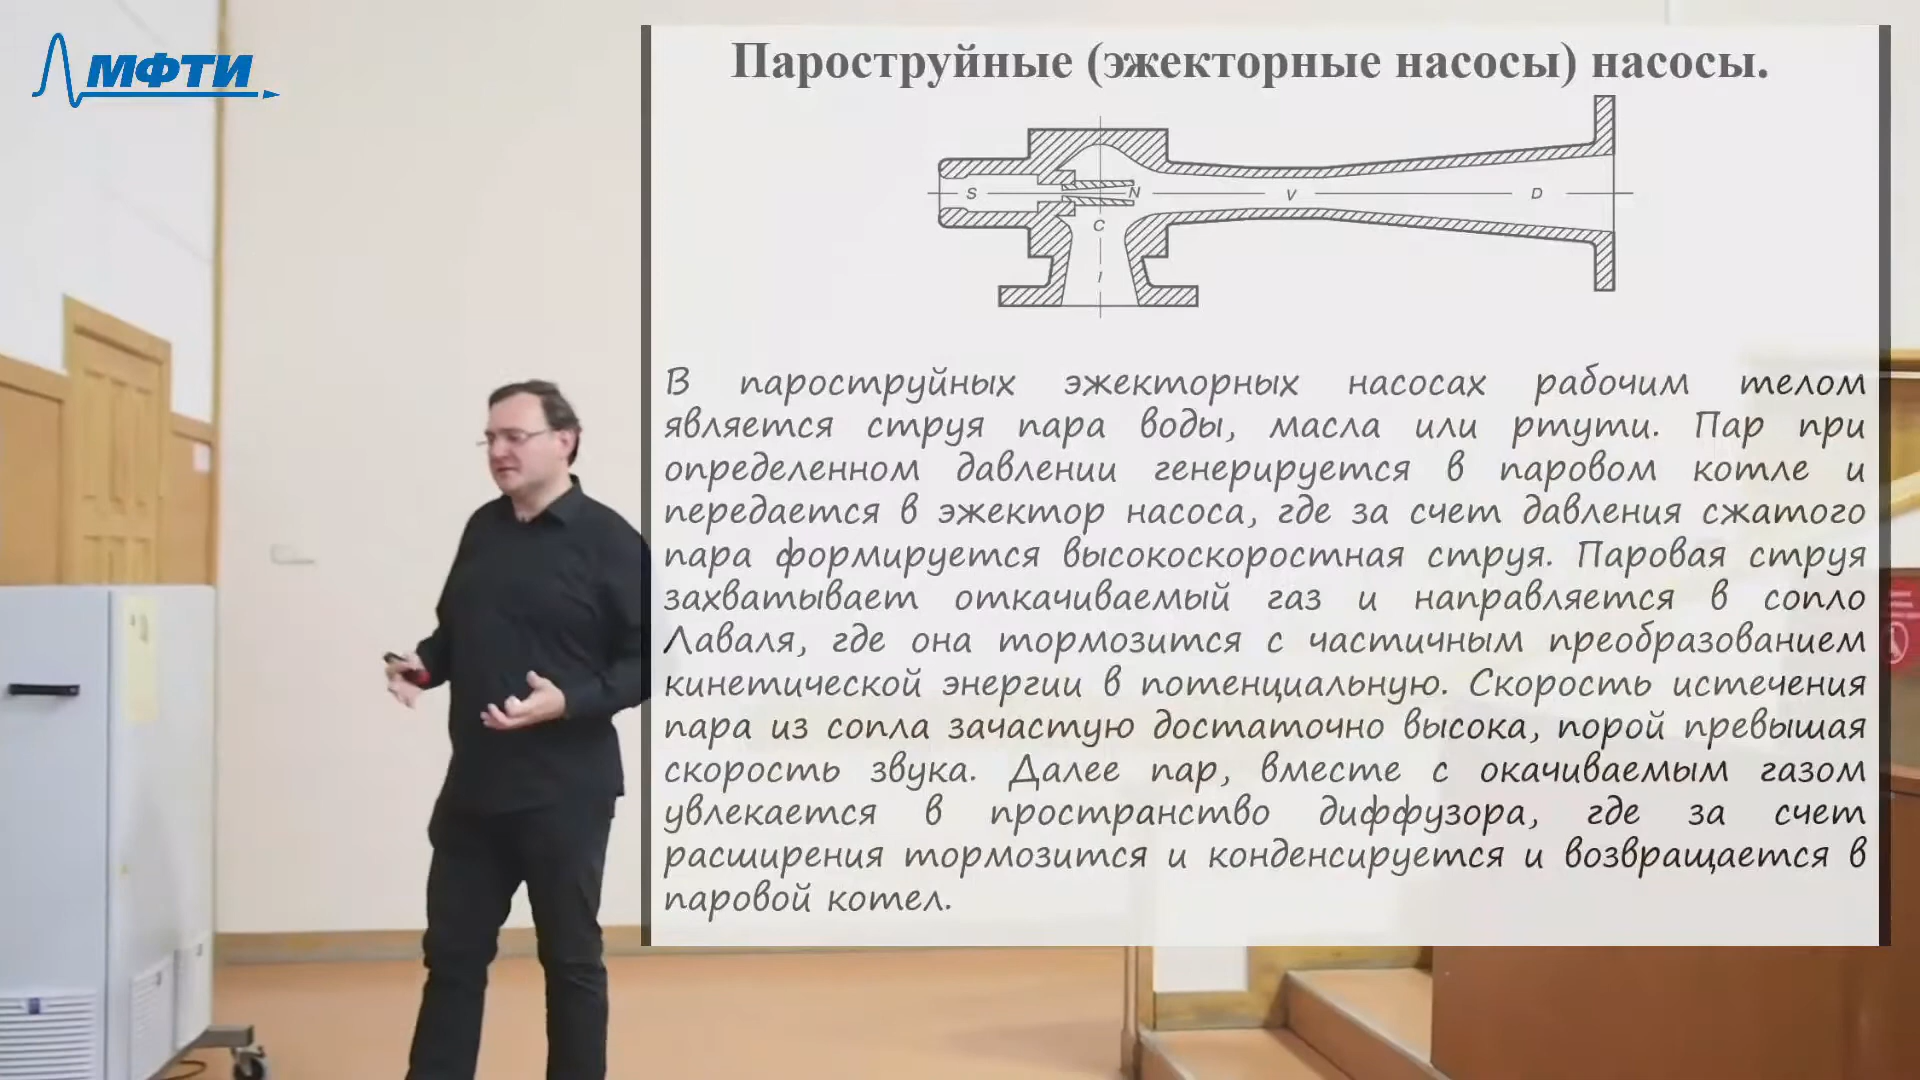 МФТИ
Пароструйные (эжекторные насосы) насосы.
S
N
V
D
C
I
В пароструйных эжекторных насосах рабочим телом
является струя пара воды, масла или ртути. Пар при
определенном давлении генерируется в паровом котле и
передается в эжектор насоса, где за счет давления сжатого
пара формируется высокоскоростная струя. Паровая струя
захватывает откачиваемый газ и направляется в сопло
Лаваля, где она тормозится с частичным преобразованием
кинетической энергии в потенциальную. Скорость истечения
пара из сопла зачастую достаточно высока, порой превышая
скорость звука. Далее пар, вместе с окачиваемым газом
увлекается в пространство диффузора, где за счет
расширения тормозится и конденсируется и возвращается в
паровой котел.